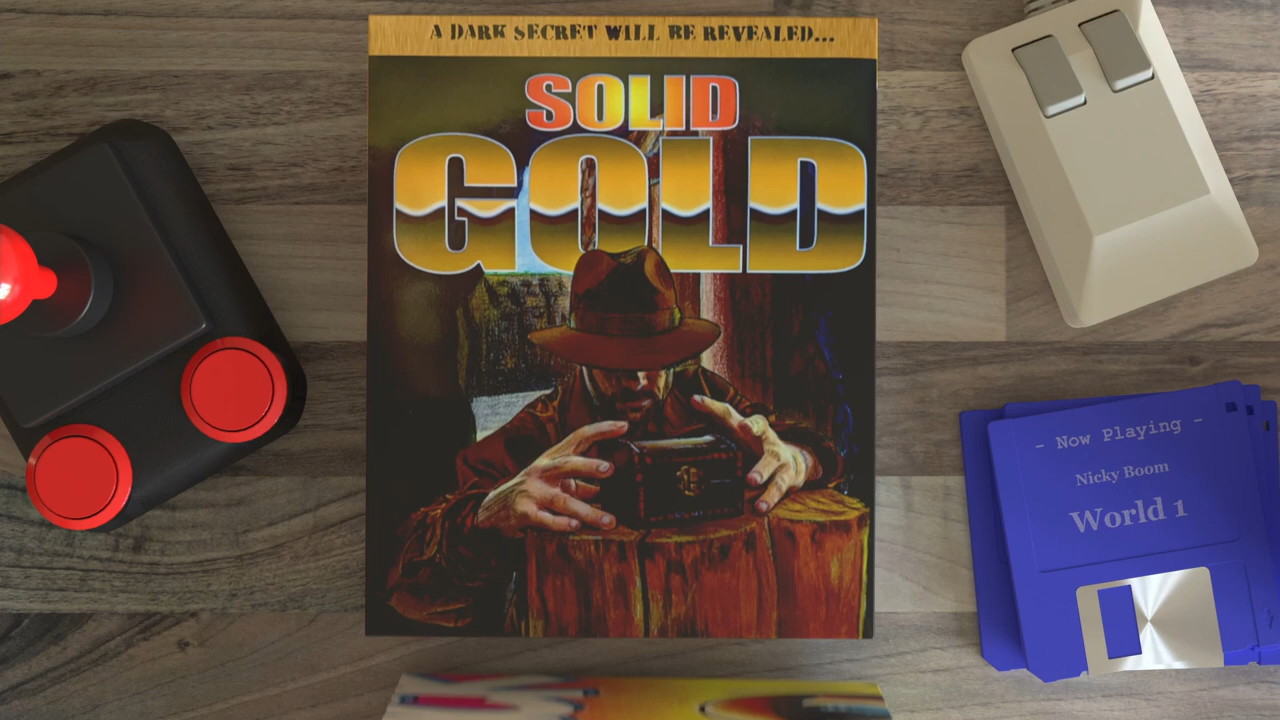 A DARK SECRET WILL BE REVEALED...
SOLID
GOLD
- Now Playing -
Nicky Boom
World 1